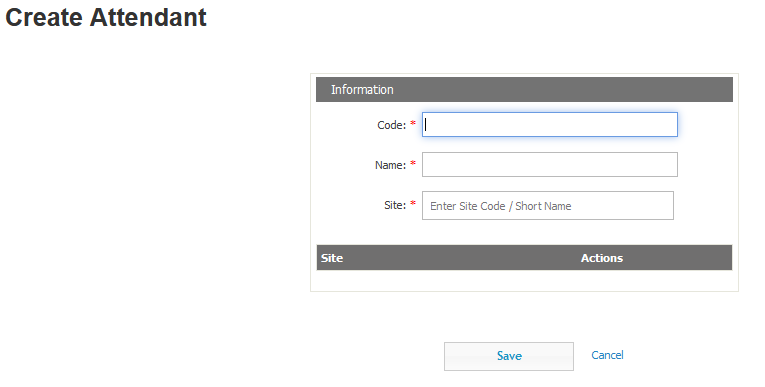 Create Attendant
Information
Code: *
Name: *
Site: * Enter Site Code / Short Name
Site Actions
Save Cancel